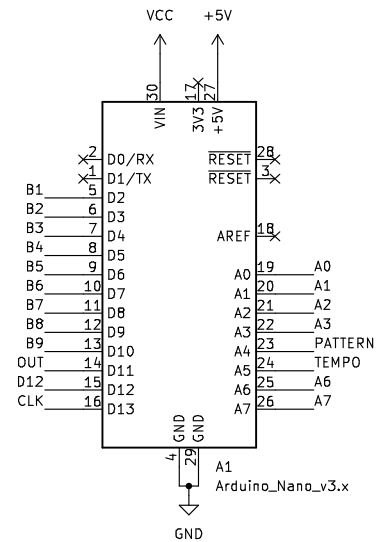 VCC +5V
30 17 27
VIN 3V3 +5V
2 D0/RX RESET 28
1 D1/TX RESET 3
B1 5 D2
B2 6 D3
B3 7 D4 AREF 18
B4 8 D5
B5 9 D6 A0 19 A0
B6 10 D7 A1 20 A1
B7 11 D8 A2 21 A2
B8 12 D9 A3 22 A3
B9 13 D10 A4 23 PATTERN
OUT 14 D11 A5 24 TEMPO
D12 15 D12 A6 25 A6
CLK 16 D13 A7 26 A7
GND GND
4 29
A1
Arduino_Nano_v3.x
GND